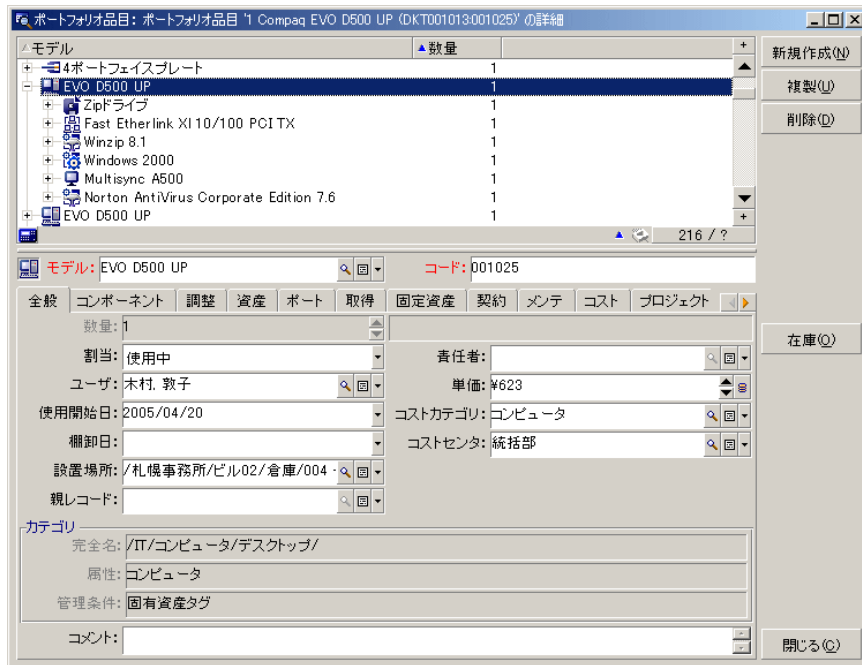 ポートフォリオ品目: ポートフォリオ品目 '1 Compaq EVO D500 UP (DKT001013:001025)' の詳細
モデル 数量
4ポートフェイスプレート 1
EVO D500 UP 1
Zipドライブ 1
Fast Etherlink XI 10/100 PCI TX 1
Winzip 8.1 1
Windows 2000 1
Multisync A500 1
Norton AntiVirus Corporate Edition 7.6 1
EVO D500 UP 1
216 / ?
新規作成(N)
複製(U)
削除(D)
モデル: EVO D500 UP コード: 001025
全般 コンポーネント 調整 資産 ポート 取得 固定資産 契約 メンテ コスト プロジェクト
数量: 1
割当: 使用中 責任者:
ユーザ: 木村, 敦子 単価: ¥623
使用開始日: 2005/04/20 コストカテゴリ: コンピュータ
棚卸日: コストセンタ: 統括部
設置場所: /札幌事務所/ビル02/倉庫/004 -
親レコード:
カテゴリ
完全名: /IT/コンピュータ/デスクトップ/
属性: コンピュータ
管理条件: 固有資産タグ
コメント:
在庫(O)
閉じる(C)